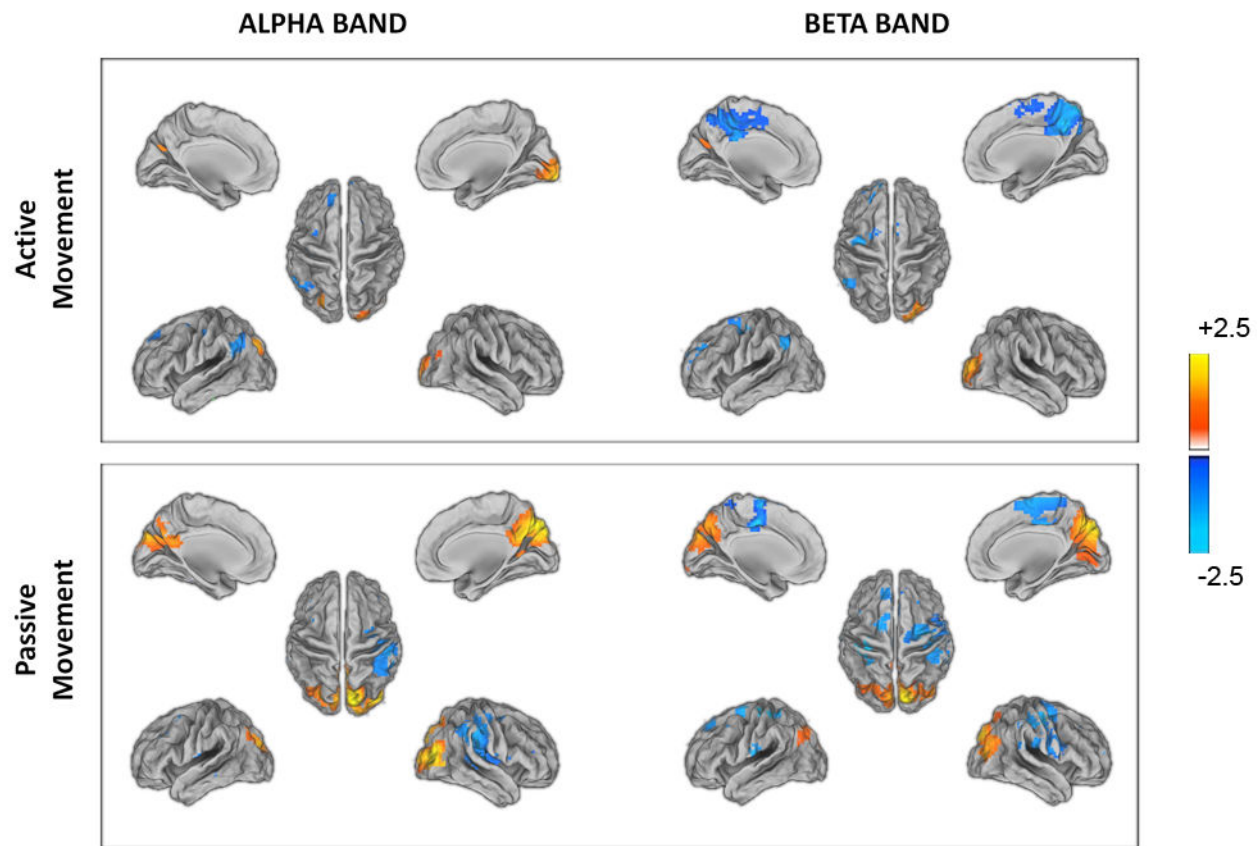 ALPHA BAND
BETA BAND
Active
Movement
+2.5
-2.5
Passive
Movement